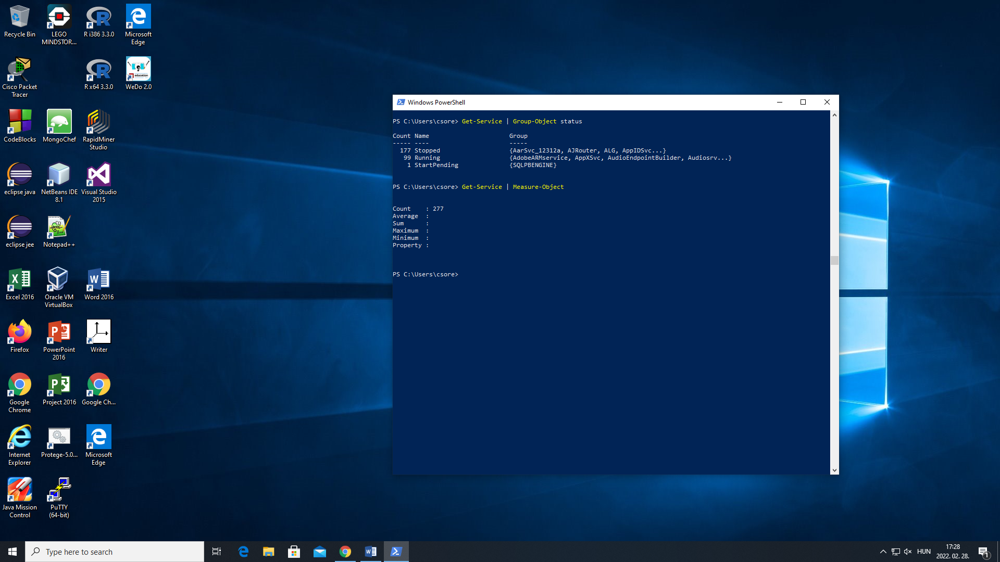 Recycle Bin
LEGO
MINDSTOR...
R i386 3.3.0
Microsoft
Edge
Cisco Packet
Tracer
R x64 3.3.0
education
WeDo 2.0
CodeBlocks
MongoChef
RapidMiner
Studio
eclipse java
NetBeans IDE
8.1
Visual Studio
2015
eclipse jee
Notepad++
Excel 2016
Oracle VM
VirtualBox
Word 2016
Firefox
PowerPoint
2016
Writer
Google
Chrome
Project 2016
Google Ch...
Internet
Explorer
Protege-5.0...
Microsoft
Edge
Java Mission
Control
PuTTY
(64-bit)
Windows PowerShell
PS C:\Users\csore> Get-Service | Group-Object status
Count Name                      Group
----- ----                      -----
  177 Stopped                   {AarSvc_12312a, AJRouter, ALG, AppIDSvc...}
   99 Running                   {AdobeARMservice, AppXSvc, AudioEndpointBuilder, Audiosrv...}
    1 StartPending              {SQLPBENGINE}
PS C:\Users\csore> Get-Service | Measure-Object
Count    : 277
Average  :
Sum      :
Maximum  :
Minimum  :
Property :
PS C:\Users\csore>
Type here to search
HUN
17:28
2022. 02. 28.
1